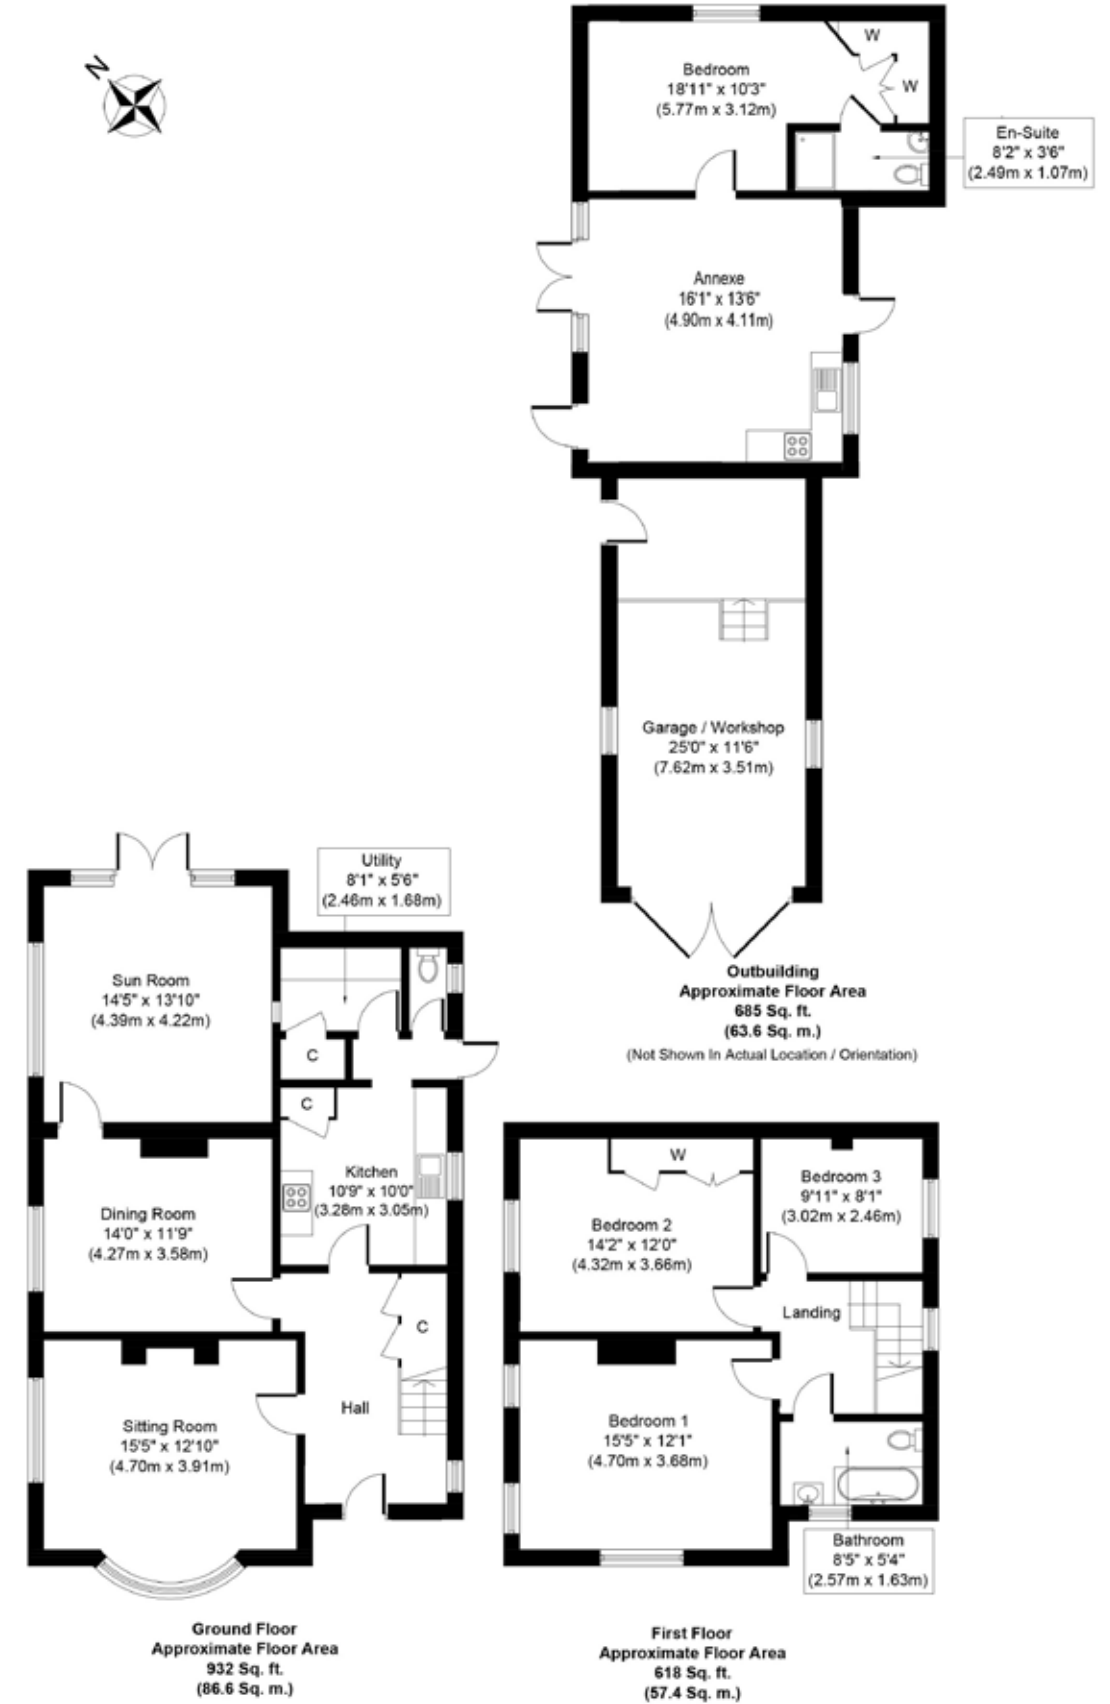 N
W
W
Bedroom
18'11" x 10'3"
(5.77m x 3.12m)
En-Suite
8'2" x 3'6"
(2.49m x 1.07m)
Annexe
16'1" x 13'6"
(4.90m x 4.11m)
Garage / Workshop
25'0" x 11'6"
(7.62m x 3.51m)
Outbuilding
Approximate Floor Area
685 Sq. ft.
(63.6 Sq. m.)
(Not Shown In Actual Location / Orientation)
Utility
8'1" x 5'6"
(2.46m x 1.68m)
Sun Room
14'5" x 13'10"
(4.39m x 4.22m)
C
C
Kitchen
10'9" x 10'0"
(3.28m x 3.05m)
Dining Room
14'0" x 11'9"
(4.27m x 3.58m)
C
Hall
Sitting Room
15'5" x 12'10"
(4.70m x 3.91m)
Ground Floor
Approximate Floor Area
932 Sq. ft.
(86.6 Sq. m.)
W
Bedroom 3
9'11" x 8'1"
(3.02m x 2.46m)
Bedroom 2
14'2" x 12'0"
(4.32m x 3.66m)
Landing
Bedroom 1
15'5" x 12'1"
(4.70m x 3.68m)
Bathroom
8'5" x 5'4"
(2.57m x 1.63m)
First Floor
Approximate Floor Area
618 Sq. ft.
(57.4 Sq. m.)